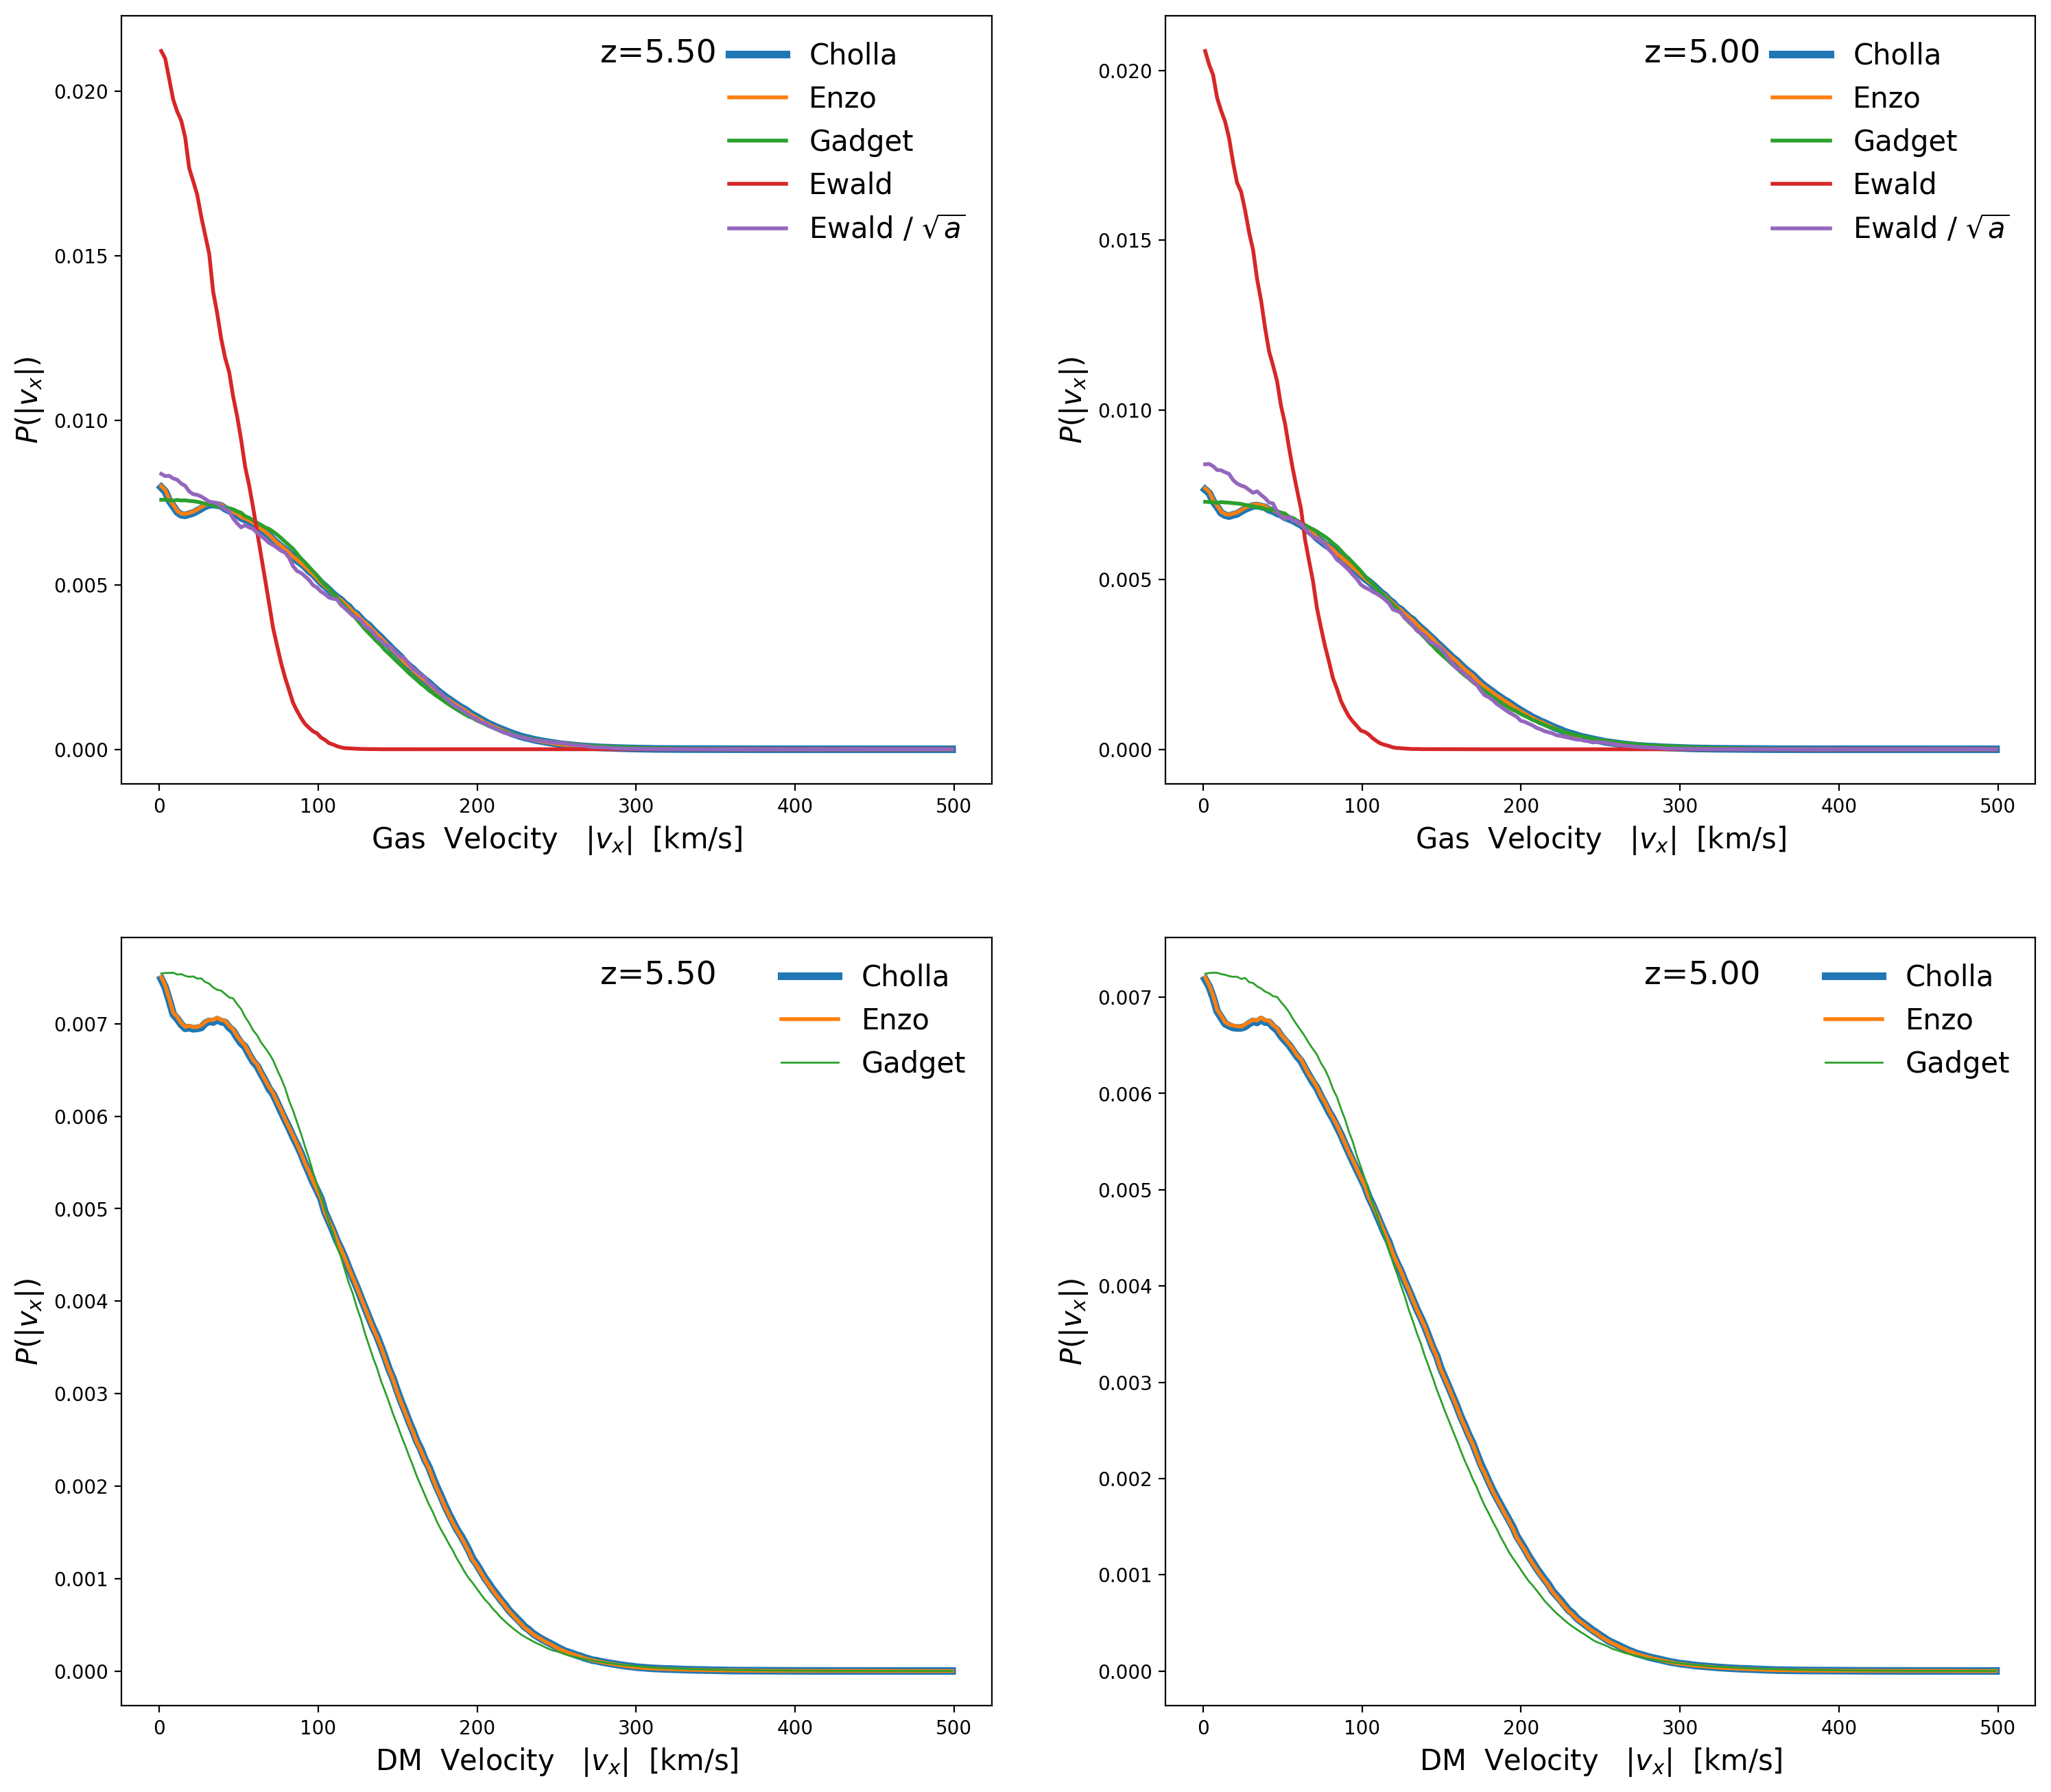 z=5.50
Cholla
Enzo
Gadget
Ewald
Ewald / √a
0.020
0.015
0.010
0.005
0.000
P(|vx|)
0 100 200 300 400 500
Gas Velocity |vx| [km/s]
z=5.00
Cholla
Enzo
Gadget
Ewald
Ewald / √a
0.020
0.015
0.010
0.005
0.000
P(|vx|)
0 100 200 300 400 500
Gas Velocity |vx| [km/s]
z=5.50
Cholla
Enzo
Gadget
0.007
0.006
0.005
0.004
0.003
0.002
0.001
0.000
P(|vx|)
0 100 200 300 400 500
DM Velocity |vx| [km/s]
z=5.00
Cholla
Enzo
Gadget
0.007
0.006
0.005
0.004
0.003
0.002
0.001
0.000
P(|vx|)
0 100 200 300 400 500
DM Velocity |vx| [km/s]